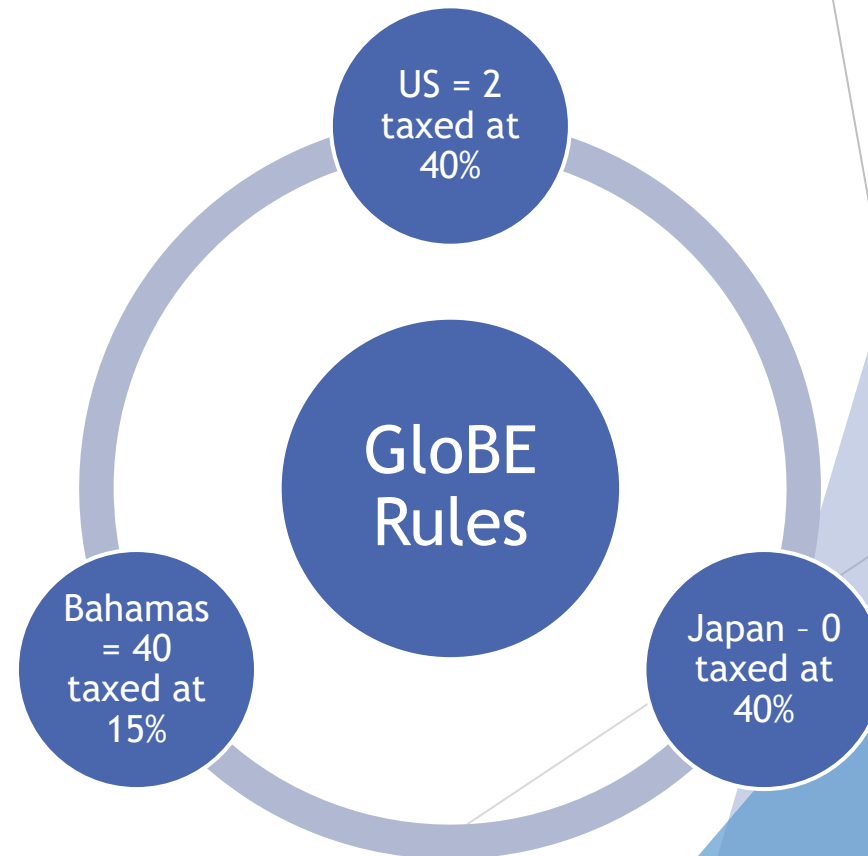 US = 2
taxed at
40%
GloBE
Rules
Bahamas
= 40
taxed at
15%
Japan – 0
taxed at
40%